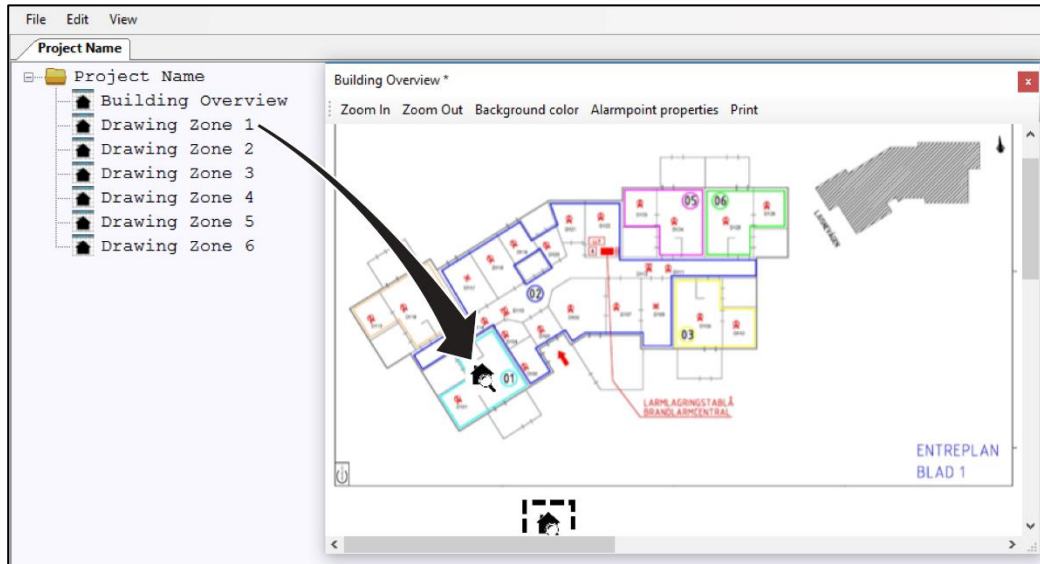 File Edit View
Project Name
Project Name
Building Overview
Drawing Zone 1
Drawing Zone 2
Drawing Zone 3
Drawing Zone 4
Drawing Zone 5
Drawing Zone 6
Building Overview *
x
Zoom In Zoom Out Background color Alarmpoint properties Print
05 06
02
03
01
LARMLAGRINGSTABLÅ
BRANDLARMCENTRAL
ENTREPLAN
BLAD 1